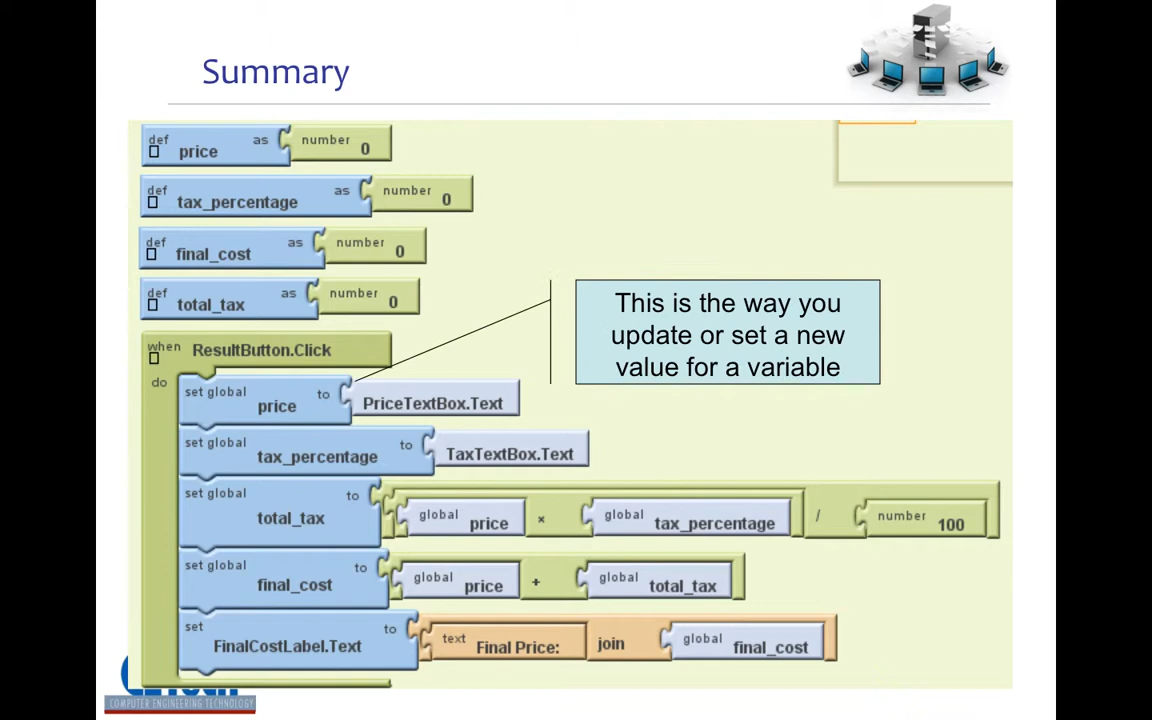 Summary
def price as number 0
def tax_percentage as number 0
def final_cost as number 0
def total_tax as number 0
This is the way you
update or set a new
value for a variable
when ResultButton.Click
do
set global price to PriceTextBox.Text
set global tax_percentage to TaxTextBox.Text
set global total_tax to global price × global tax_percentage / number 100
set global final_cost to global price + global total_tax
set FinalCostLabel.Text to text Final Price: join global final_cost
COMPUTER ENGINEERING TECHNOLOGY